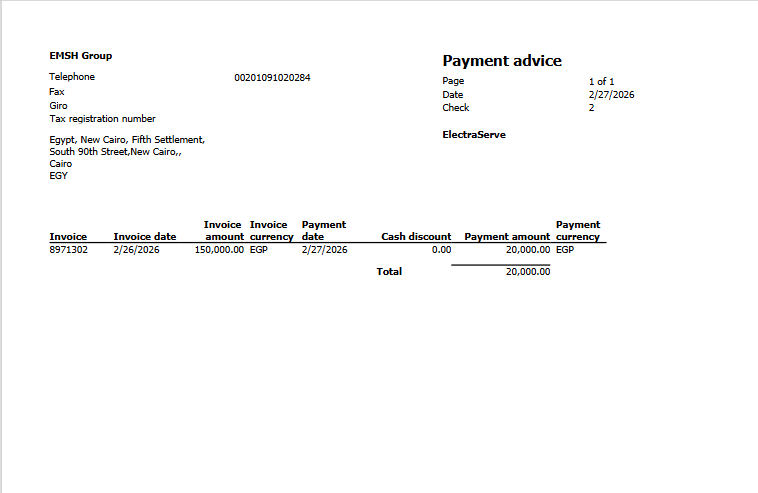 EMSH Group
Payment advice
Telephone 00201091020284
Page 1 of 1
Fax
Date 2/27/2026
Giro
Check 2
Tax registration number
ElectraServe
Egypt, New Cairo, Fifth Settlement,
South 90th Street,New Cairo,,
Cairo
EGY
Invoice Invoice date Invoice amount Invoice currency Payment date Cash discount Payment amount Payment currency
8971302 2/26/2026 150,000.00 EGP 2/27/2026 0.00 20,000.00 EGP
Total 20,000.00